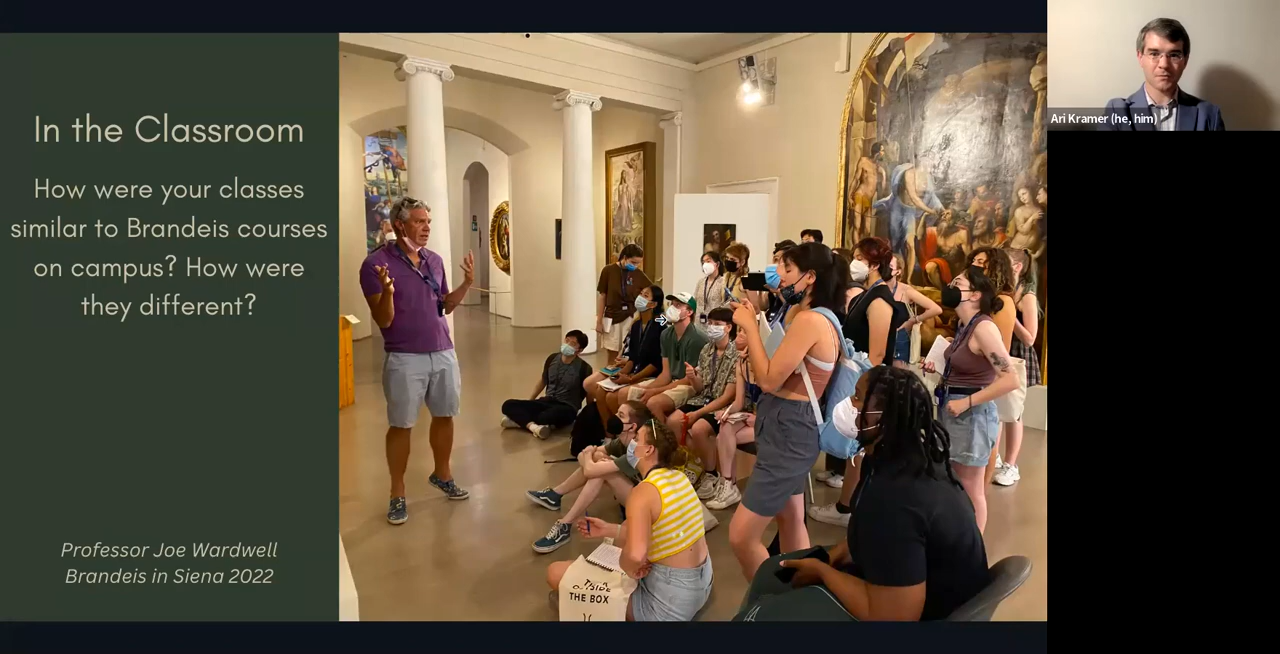 In the Classroom
How were your classes
similar to Brandeis courses
on campus? How were
they different?
Professor Joe Wardwell
Brandeis in Siena 2022
OUTSIDE
THE BOX
Ari Kramer (he, him)